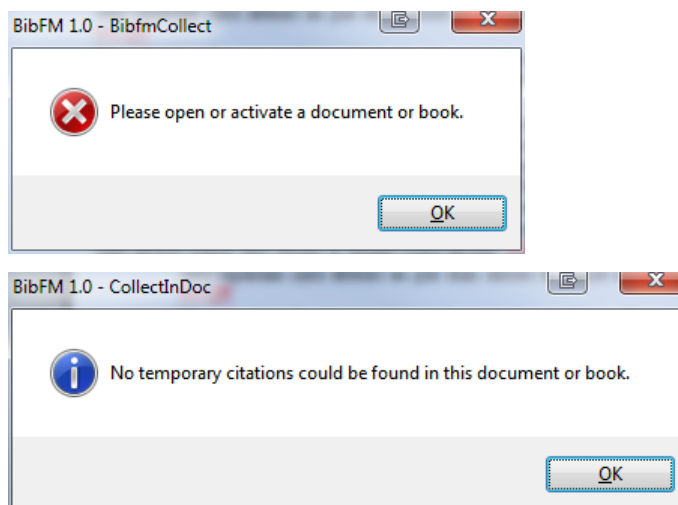 BibFM 1.0 - BibfmCollect
Please open or activate a document or book.
OK
BibFM 1.0 - CollectInDoc
No temporary citations could be found in this document or book.
OK